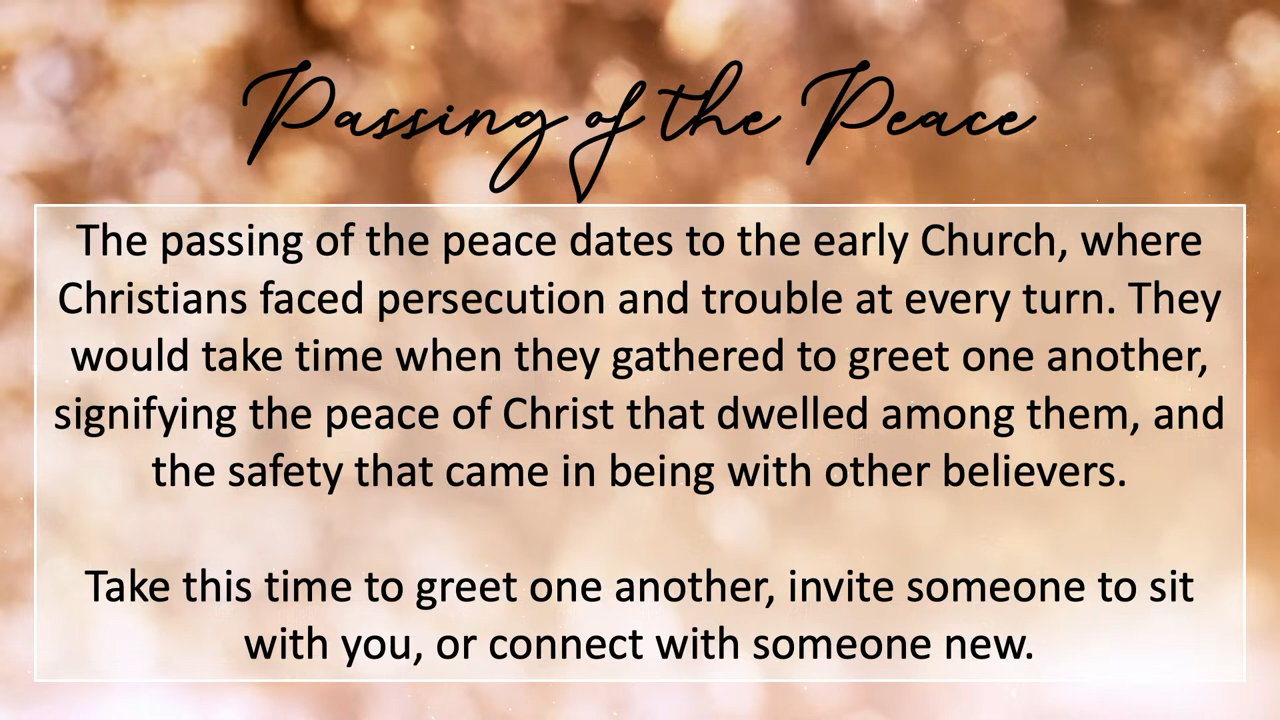 Passing of the Peace
The passing of the peace dates to the early Church, where
Christians faced persecution and trouble at every turn. They
would take time when they gathered to greet one another,
signifying the peace of Christ that dwelled among them, and
the safety that came in being with other believers.
Take this time to greet one another, invite someone to sit
with you, or connect with someone new.